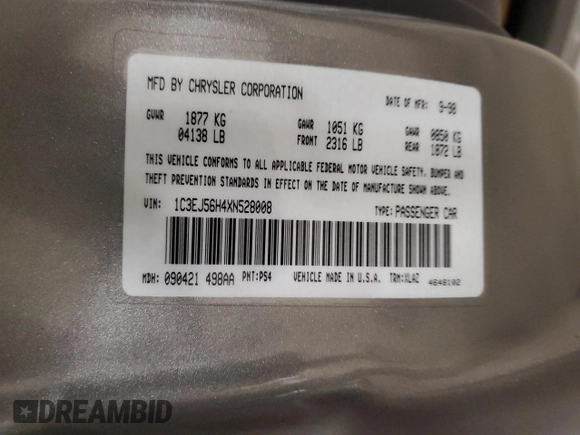 MFD BY CHRYSLER CORPORATION
DATE OF MFR: 9-98
GVWR 1877 KG GAWR 1051 KG GAWR 0850 KG
04138 LB FRONT 2316 LB REAR 1872 LB
THIS VEHICLE CONFORMS TO ALL APPLICABLE FEDERAL MOTOR VEHICLE SAFETY, BUMPER AND
THEFT PREVENTION STANDARDS IN EFFECT ON THE DATE OF MANUFACTURE SHOWN ABOVE.
VIN: 1C3EJ56H4XN528008 TYPE: PASSENGER CAR
MDH: 090421 498AA PNT:PS4 VEHICLE MADE IN U.S.A. TRM:XLAZ 4648102
DREAMBID